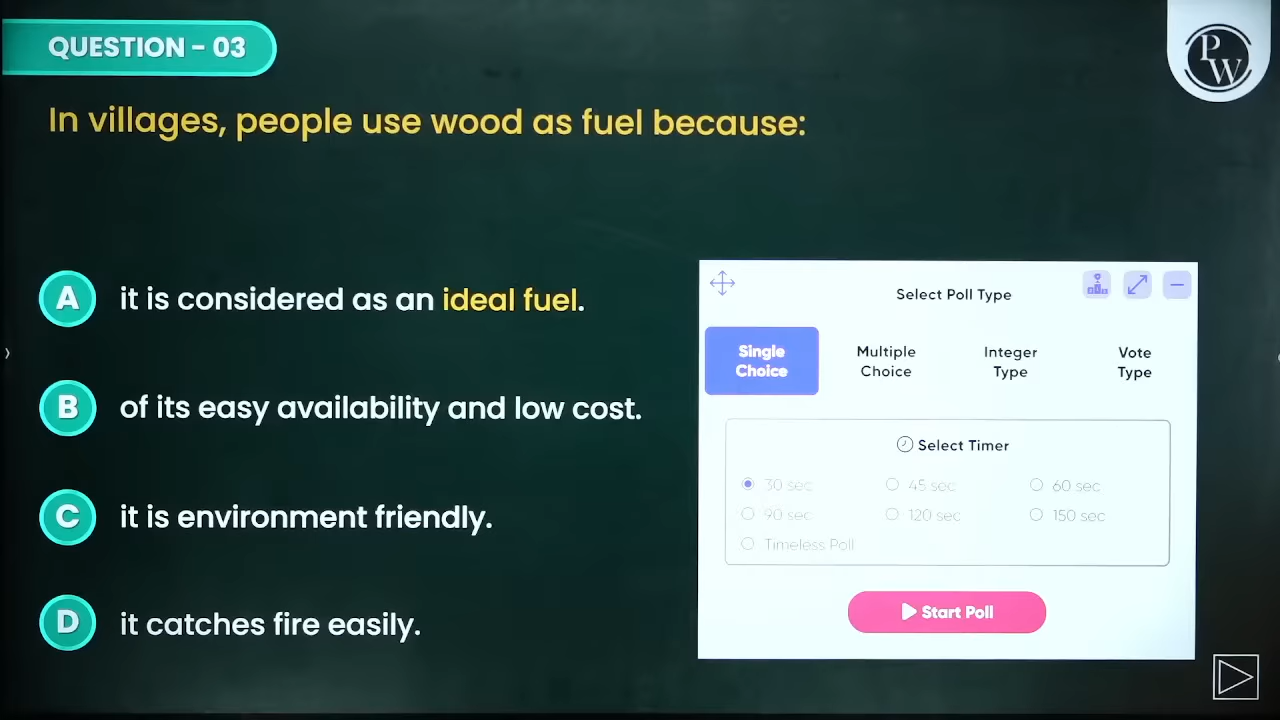 QUESTION - 03
PW
In villages, people use wood as fuel because:
A it is considered as an ideal fuel.
B of its easy availability and low cost.
C it is environment friendly.
D it catches fire easily.
Select Poll Type
Single Choice
Multiple Choice
Integer Type
Vote Type
Select Timer
30 sec
45 sec
60 sec
90 sec
120 sec
150 sec
Timeless Poll
Start Poll